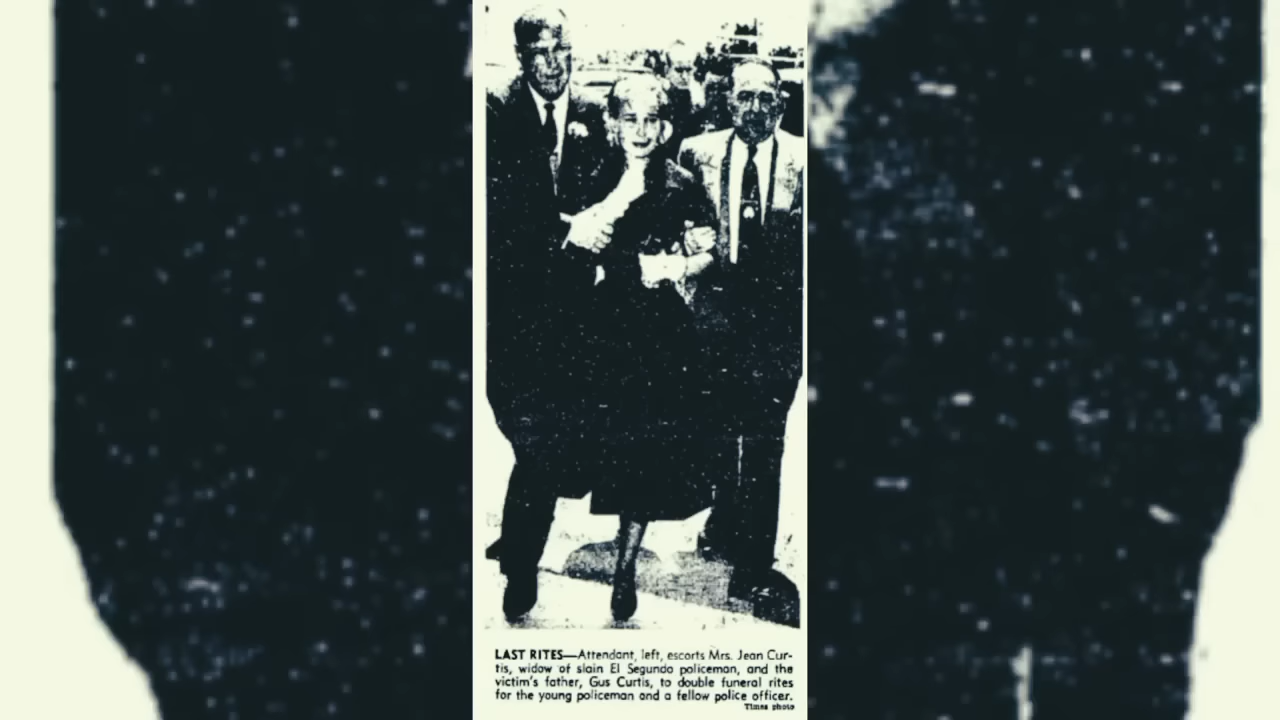 LAST RITES—Attendant, left, escorts Mrs. Jean Cur-
tis, widow of slain El Segundo policeman, and the
victim's father, Gus Curtis, to double funeral rites
for the young policeman and a fellow police officer.
Times photo